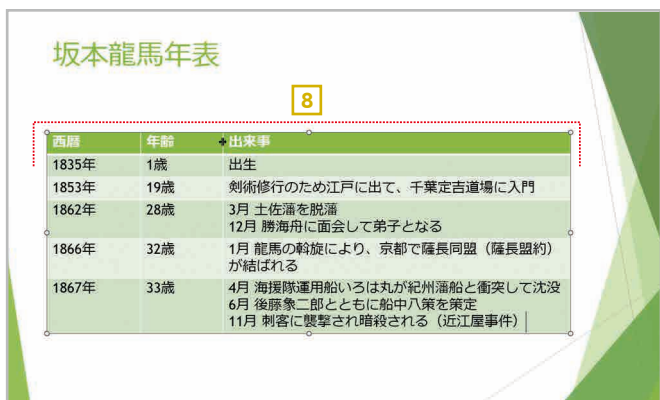 坂本龍馬年表
8
西暦 年齢 出来事
1835年 1歳 出生
1853年 19歳 剣術修行のため江戸に出て、千葉定吉道場に入門
1862年 28歳 3月 土佐藩を脱藩
12月 勝海舟に面会して弟子となる
1866年 32歳 1月 龍馬の斡旋により、京都で薩長同盟（薩長盟約）
が結ばれる
1867年 33歳 4月 海援隊運用船いろは丸が紀州藩船と衝突して沈没
6月 後藤象二郎とともに船中八策を策定
11月 刺客に襲撃され暗殺される（近江屋事件）